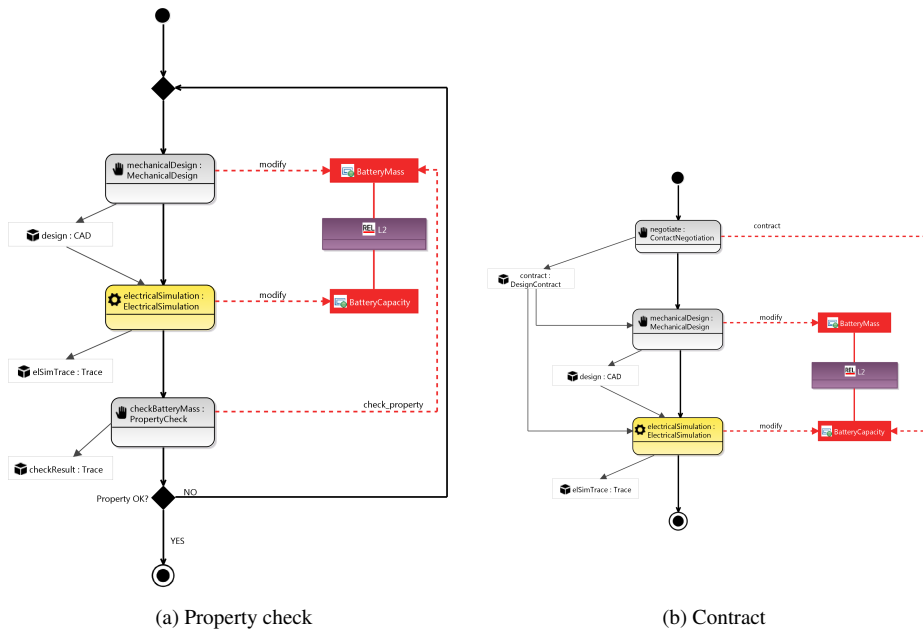 mechanicalDesign :
MechanicalDesign
modify
BatteryMass
design : CAD
REL L2
electricalSimulation :
ElectricalSimulation
modify
BatteryCapacity
elSimTrace : Trace
checkBatteryMass :
PropertyCheck
check_property
checkResult : Trace
Property OK?
NO
YES
(a) Property check
negotiate :
ContactNegotiation
contract
contract :
DesignContract
mechanicalDesign :
MechanicalDesign
modify
BatteryMass
design : CAD
REL L2
electricalSimulation :
ElectricalSimulation
modify
BatteryCapacity
elSimTrace : Trace
(b) Contract